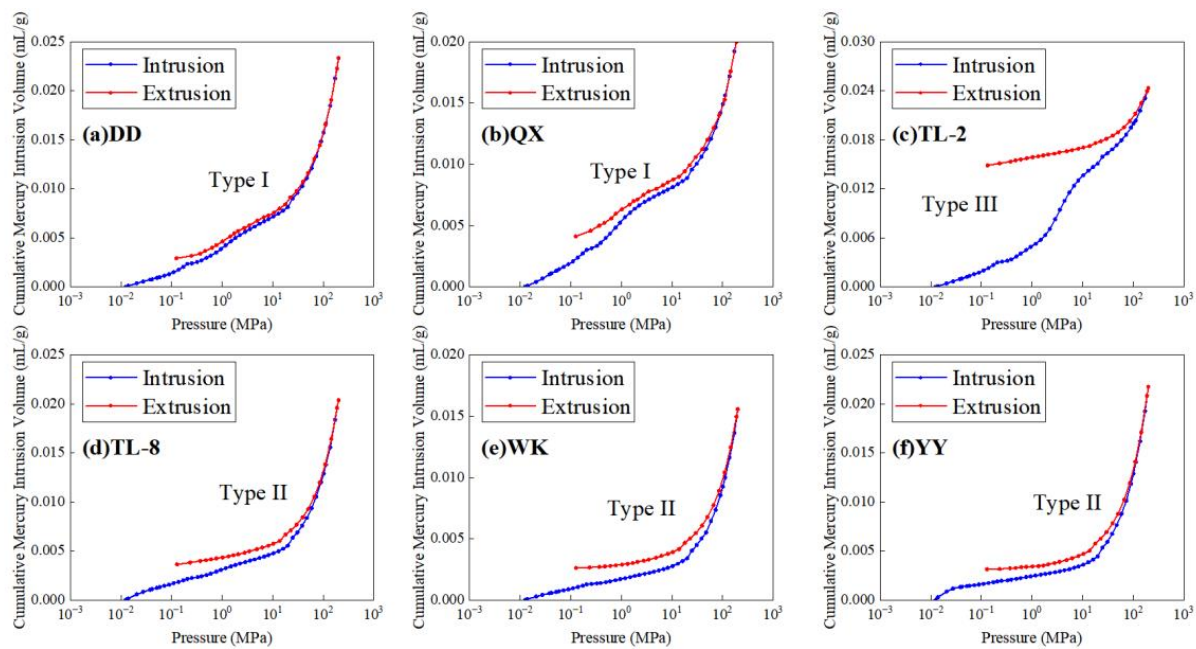 Cumulative Mercury Intrusion Volume (mL/g)
0.025
0.020
0.015
0.010
0.005
0.000
Intrusion
Extrusion
(a)DD
Type I
10⁻³ 10⁻² 10⁻¹ 10⁰ 10¹ 10² 10³
Pressure (MPa)
Cumulative Mercury Intrusion Volume (mL/g)
0.020
0.015
0.010
0.005
0.000
Intrusion
Extrusion
(b)QX
Type I
10⁻³ 10⁻² 10⁻¹ 10⁰ 10¹ 10² 10³
Pressure (MPa)
Cumulative Mercury Intrusion Volume (mL/g)
0.030
0.024
0.018
0.012
0.006
0.000
Intrusion
Extrusion
(c)TL-2
Type III
10⁻³ 10⁻² 10⁻¹ 10⁰ 10¹ 10² 10³
Pressure (MPa)
Cumulative Mercury Intrusion Volume (mL/g)
0.025
0.020
0.015
0.010
0.005
0.000
Intrusion
Extrusion
(d)TL-8
Type II
10⁻³ 10⁻² 10⁻¹ 10⁰ 10¹ 10² 10³
Pressure (MPa)
Cumulative Mercury Intrusion Volume (mL/g)
0.020
0.015
0.010
0.005
0.000
Intrusion
Extrusion
(e)WK
Type II
10⁻³ 10⁻² 10⁻¹ 10⁰ 10¹ 10² 10³
Pressure (MPa)
Cumulative Mercury Intrusion Volume (mL/g)
0.025
0.020
0.015
0.010
0.005
0.000
Intrusion
Extrusion
(f)YY
Type II
10⁻³ 10⁻² 10⁻¹ 10⁰ 10¹ 10² 10³
Pressure (MPa)